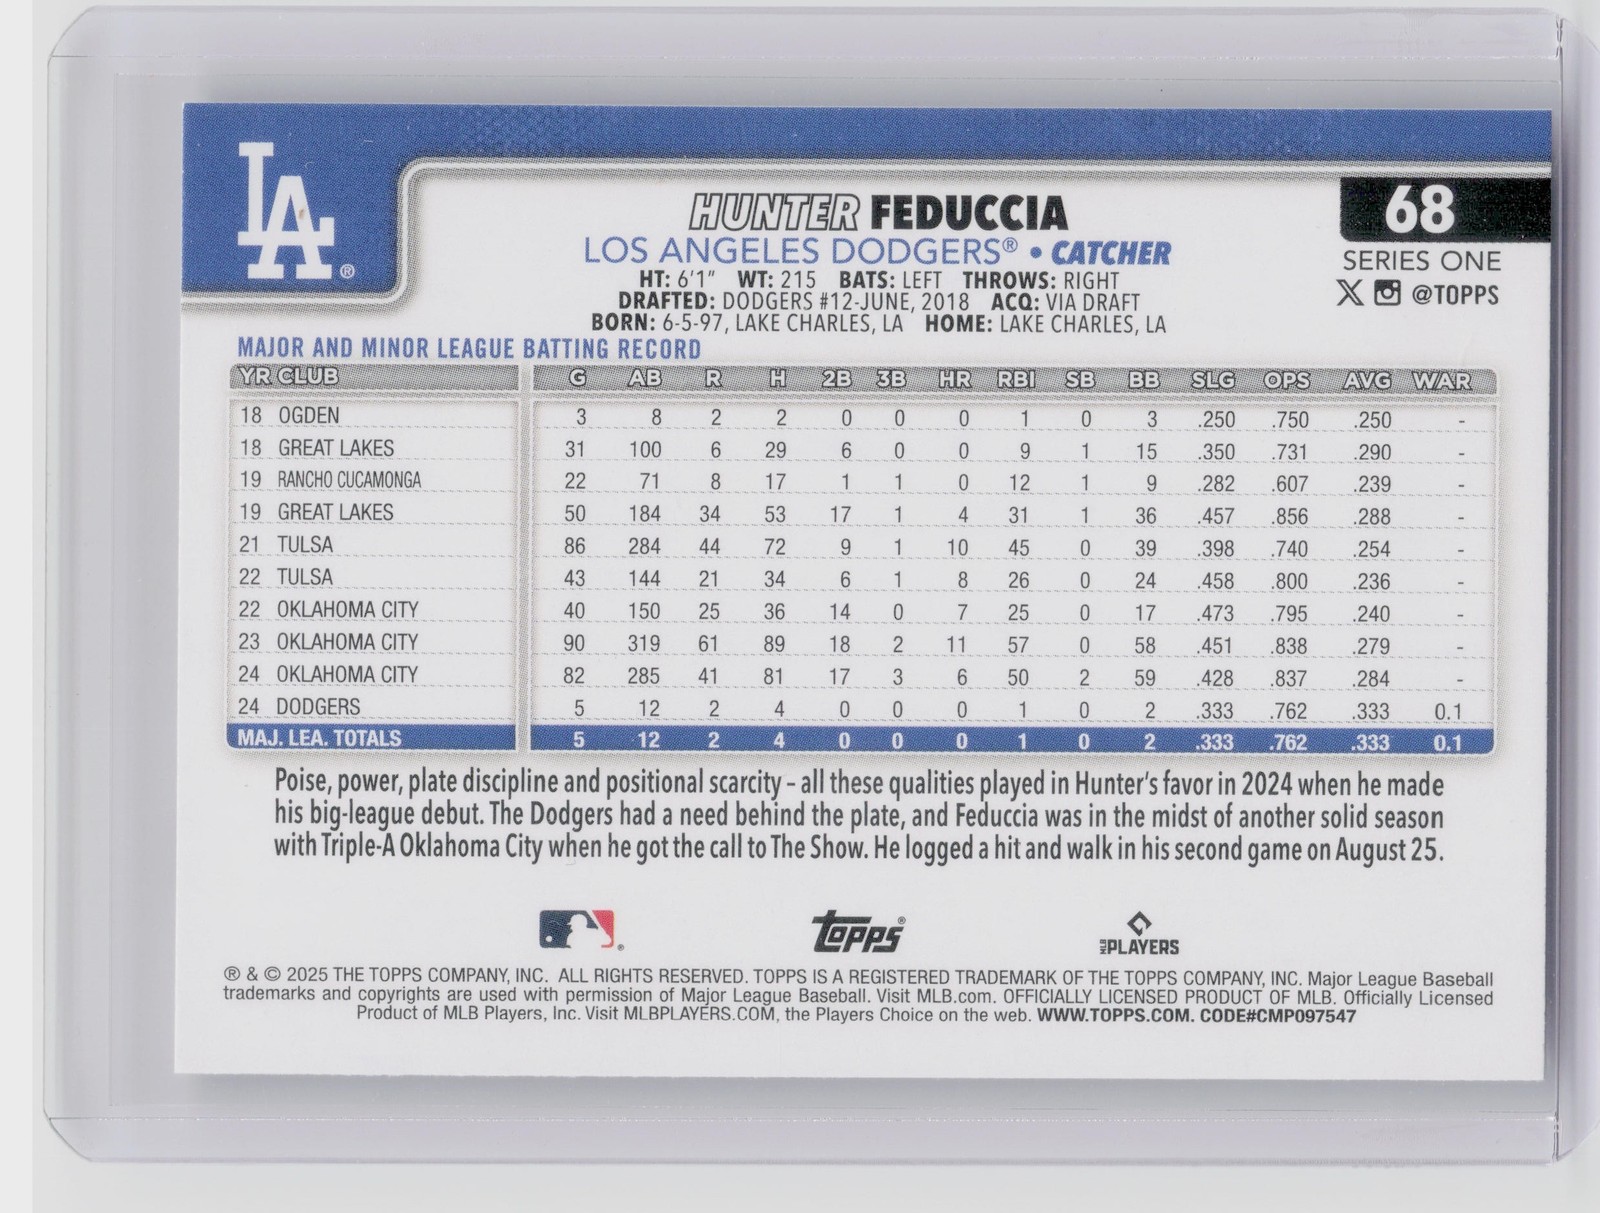 LA®
HUNTER FEDUCCIA
68
LOS ANGELES DODGERS® • CATCHER
SERIES ONE
HT: 6'1" WT: 215 BATS: LEFT THROWS: RIGHT
X @TOPPS
DRAFTED: DODGERS #12-JUNE, 2018 ACQ: VIA DRAFT
BORN: 6-5-97, LAKE CHARLES, LA HOME: LAKE CHARLES, LA
MAJOR AND MINOR LEAGUE BATTING RECORD
YR CLUB G AB R H 2B 3B HR RBI SB BB SLG OPS AVG WAR
18 OGDEN 3 8 2 2 0 0 0 1 0 3 .250 .750 .250 -
18 GREAT LAKES 31 100 6 29 6 0 0 9 1 15 .350 .731 .290 -
19 RANCHO CUCAMONGA 22 71 8 17 1 1 0 12 1 9 .282 .607 .239 -
19 GREAT LAKES 50 184 34 53 17 1 4 31 1 36 .457 .856 .288 -
21 TULSA 86 284 44 72 9 1 10 45 0 39 .398 .740 .254 -
22 TULSA 43 144 21 34 6 1 8 26 0 24 .458 .800 .236 -
22 OKLAHOMA CITY 40 150 25 36 14 0 7 25 0 17 .473 .795 .240 -
23 OKLAHOMA CITY 90 319 61 89 18 2 11 57 0 58 .451 .838 .279 -
24 OKLAHOMA CITY 82 285 41 81 17 3 6 50 2 59 .428 .837 .284 -
24 DODGERS 5 12 2 4 0 0 0 1 0 2 .333 .762 .333 0.1
MAJ. LEA. TOTALS 5 12 2 4 0 0 0 1 0 2 .333 .762 .333 0.1
Poise, power, plate discipline and positional scarcity – all these qualities played in Hunter's favor in 2024 when he made
his big-league debut. The Dodgers had a need behind the plate, and Feduccia was in the midst of another solid season
with Triple-A Oklahoma City when he got the call to The Show. He logged a hit and walk in his second game on August 25.
Topps®
MLB PLAYERS
® & © 2025 THE TOPPS COMPANY, INC. ALL RIGHTS RESERVED. TOPPS IS A REGISTERED TRADEMARK OF THE TOPPS COMPANY, INC. Major League Baseball
trademarks and copyrights are used with permission of Major League Baseball. Visit MLB.com. OFFICIALLY LICENSED PRODUCT OF MLB. Officially Licensed
Product of MLB Players, Inc. Visit MLBPLAYERS.COM, the Players Choice on the web. WWW.TOPPS.COM. CODE#CMP097547